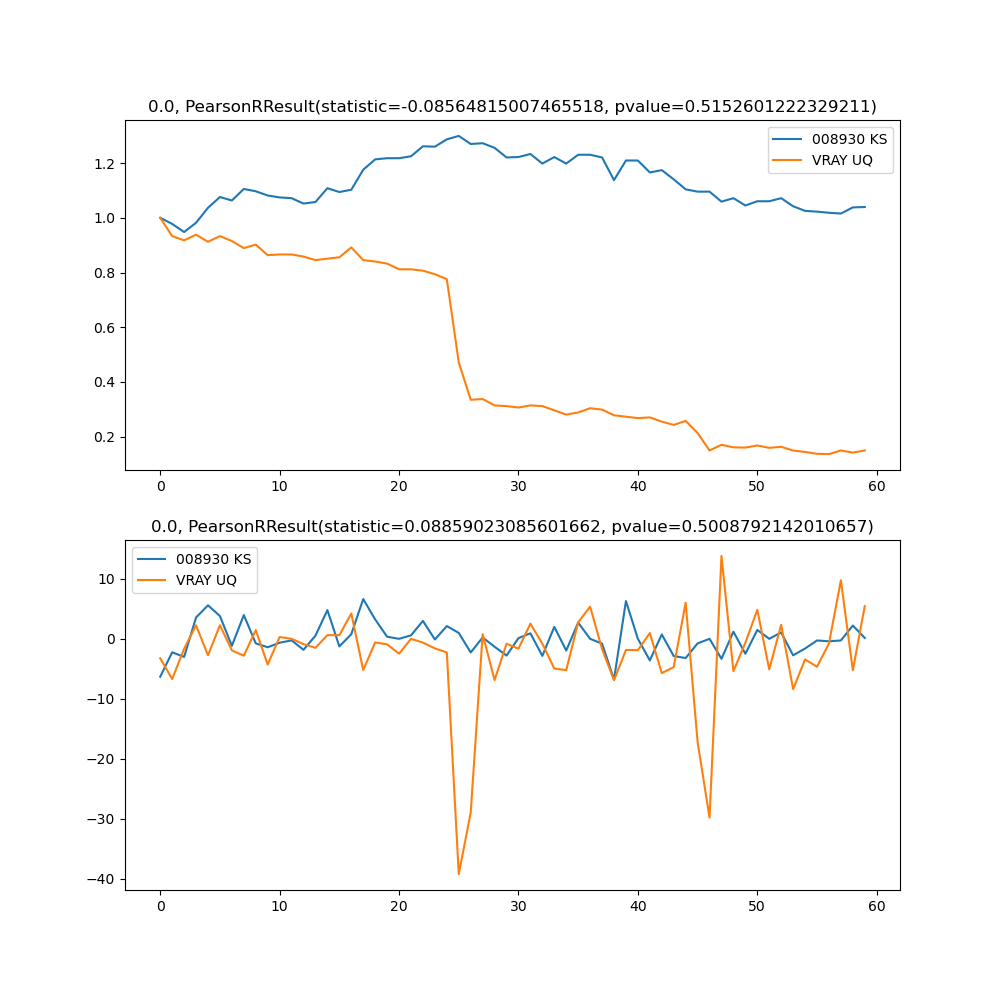 0.0, PearsonRResult(statistic=-0.08564815007465518, pvalue=0.5152601222329211)
008930 KS
VRAY UQ
1.2
1.0
0.8
0.6
0.4
0.2
0 10 20 30 40 50 60
0.0, PearsonRResult(statistic=0.08859023085601662, pvalue=0.5008792142010657)
008930 KS
VRAY UQ
10
0
−10
−20
−30
−40
0 10 20 30 40 50 60